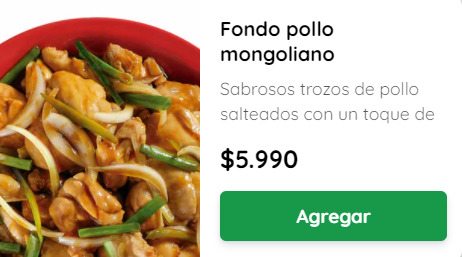 Fondo pollo
mongoliano
Sabrosos trozos de pollo
salteados con un toque de
$5.990
Agregar